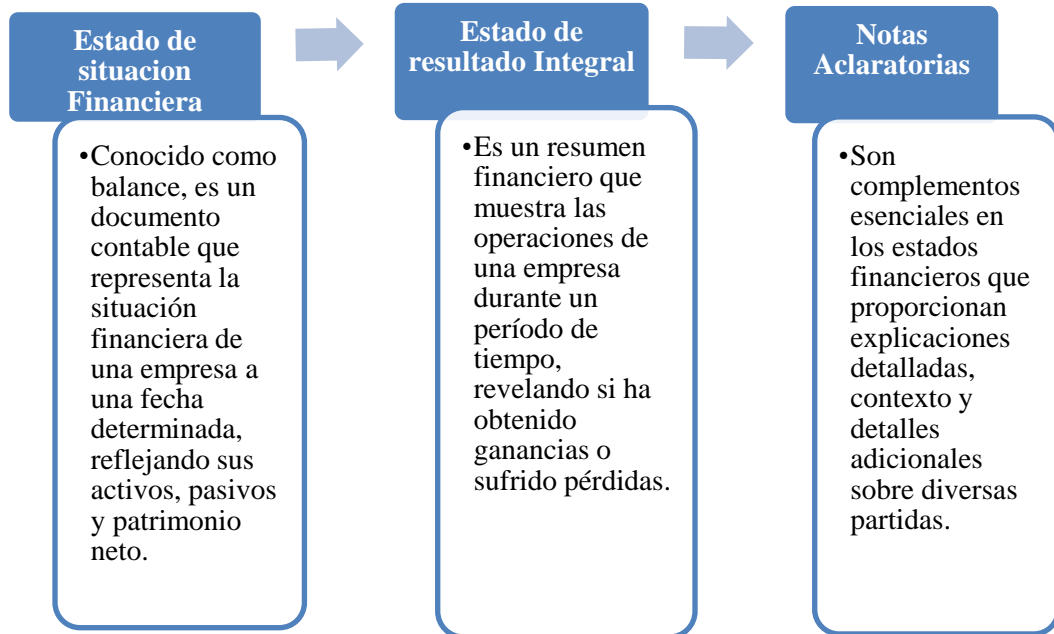 Estado de
situacion
Financiera
•Conocido como
balance, es un
documento
contable que
representa la
situación
financiera de
una empresa a
una fecha
determinada,
reflejando sus
activos, pasivos
y patrimonio
neto.
Estado de
resultado Integral
•Es un resumen
financiero que
muestra las
operaciones de
una empresa
durante un
período de
tiempo,
revelando si ha
obtenido
ganancias o
sufrido pérdidas.
Notas
Aclaratorias
•Son
complementos
esenciales en
los estados
financieros que
proporcionan
explicaciones
detalladas,
contexto y
detalles
adicionales
sobre diversas
partidas.